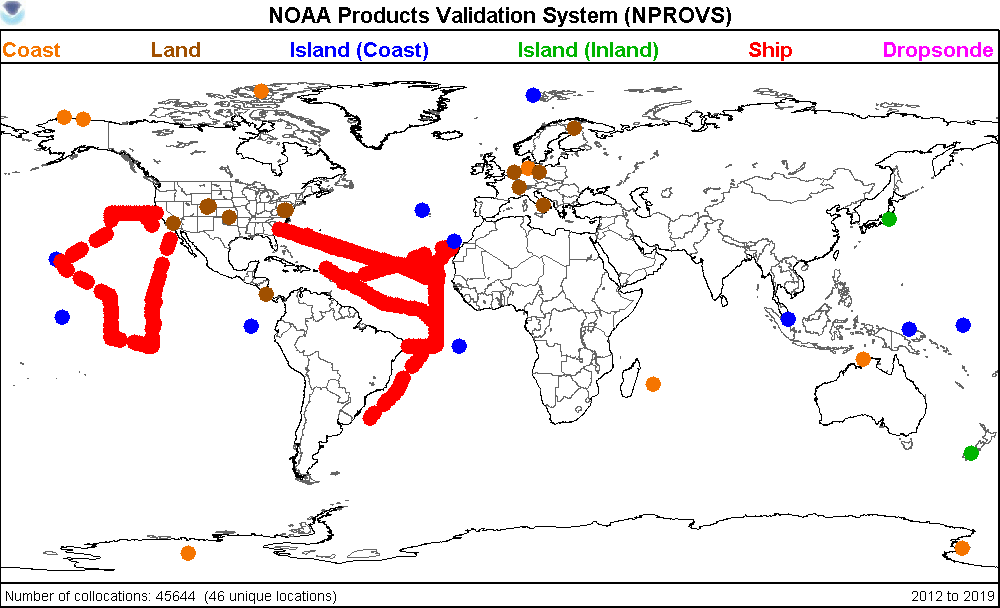 NOAA Products Validation System (NPROVS)
Coast Land Island (Coast) Island (Inland) Ship Dropsonde
Number of collocations: 45644 (46 unique locations) 2012 to 2019